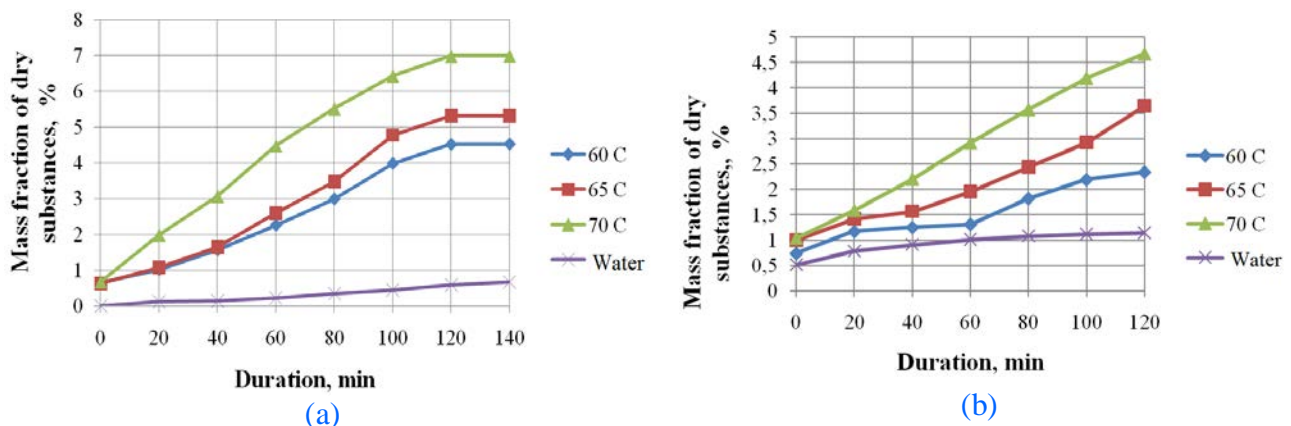 Mass fraction of dry
substances, %
8
7
6
5
4
3
2
1
0
0 20 40 60 80 100 120 140
Duration, min
60 C
65 C
70 C
Water
(a)
Mass fraction of dry
substances,, %
5
4,5
4
3,5
3
2,5
2
1,5
1
0,5
0
0 20 40 60 80 100 120
Duration, min
60 C
65 C
70 C
Water
(b)